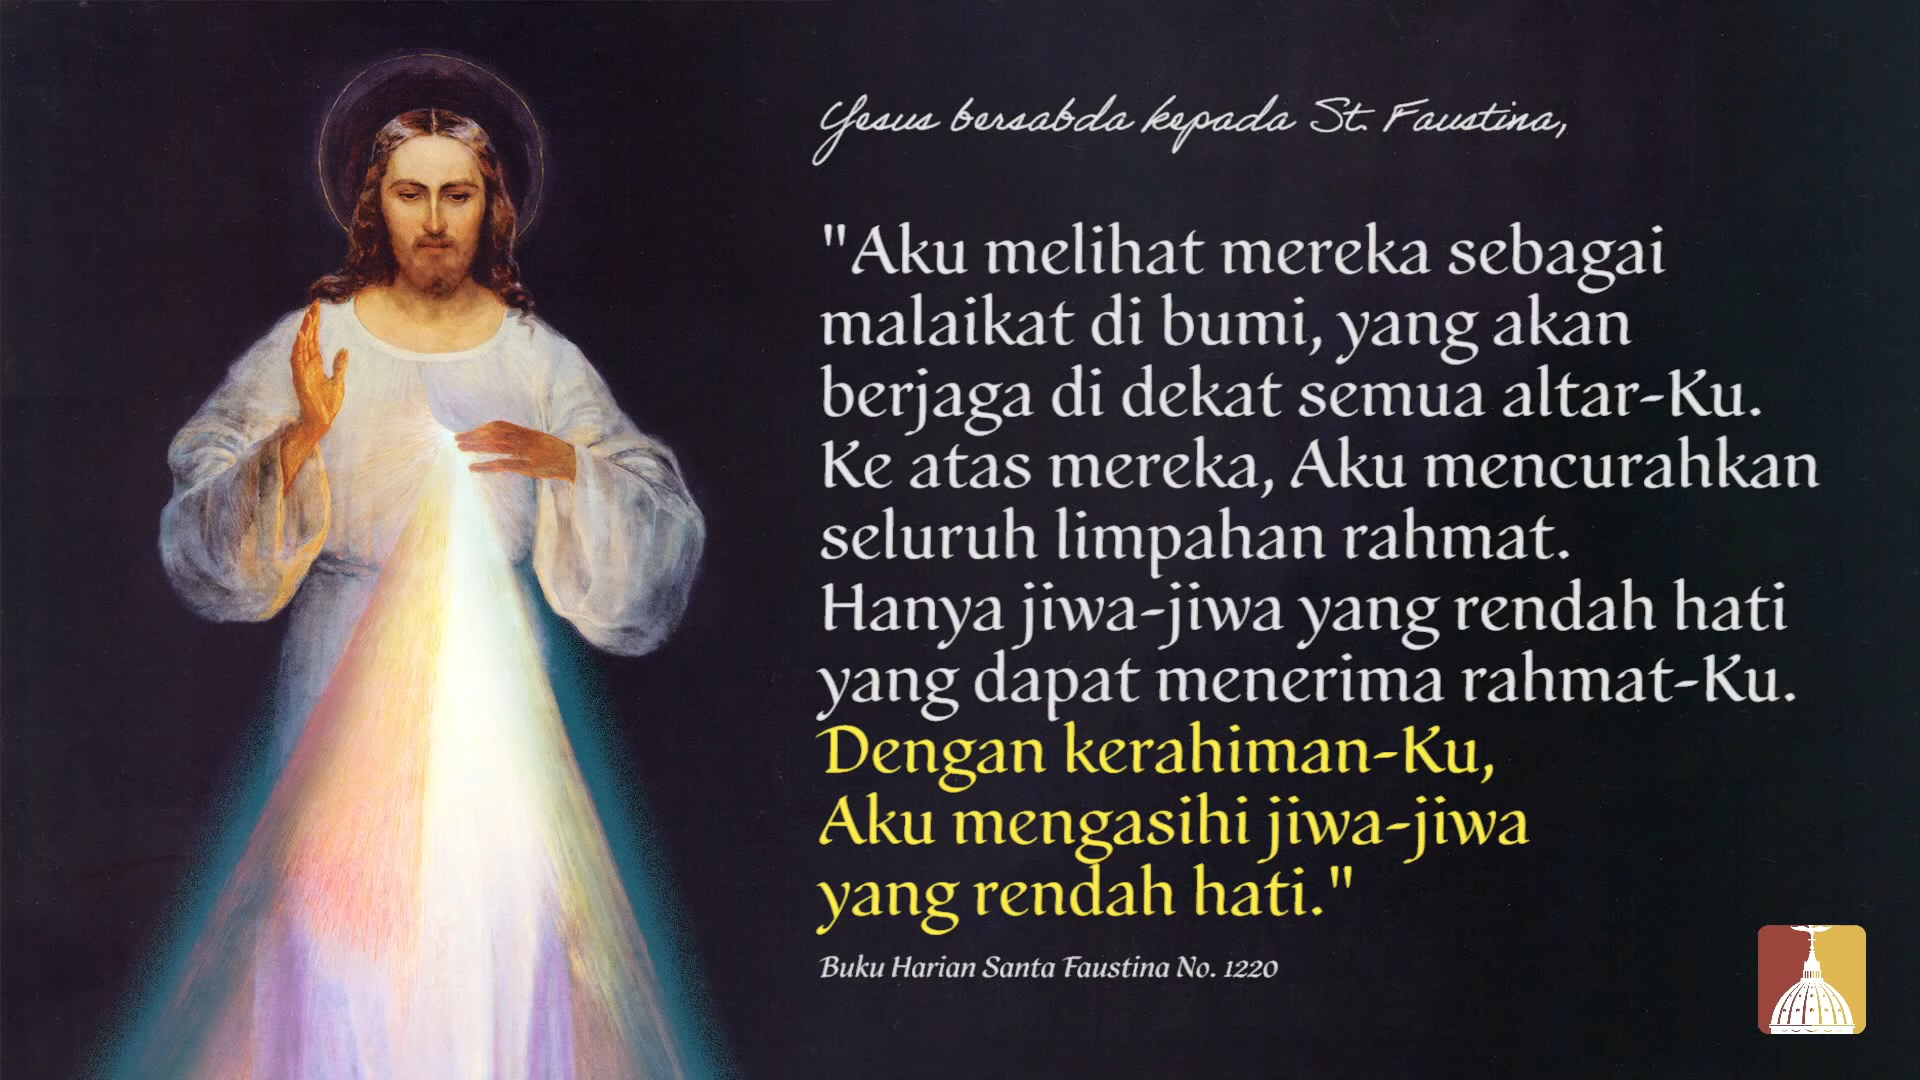 Yesus bersabda kepada St. Faustina,
"Aku melihat mereka sebagai
malaikat di bumi, yang akan
berjaga di dekat semua altar-Ku.
Ke atas mereka, Aku mencurahkan
seluruh limpahan rahmat.
Hanya jiwa-jiwa yang rendah hati
yang dapat menerima rahmat-Ku.
Dengan kerahiman-Ku,
Aku mengasihi jiwa-jiwa
yang rendah hati."
Buku Harian Santa Faustina No. 1220